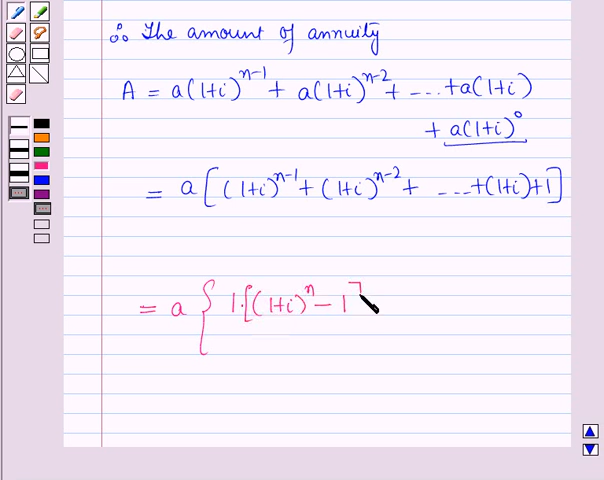 ∴ The amount of annuity
A = a(1+i)^{n-1} + a(1+i)^{n-2} + ... + a(1+i)
+ a(1+i)^0
= a[(1+i)^{n-1} + (1+i)^{n-2} + ... + (1+i) + 1]
= a { 1·[(1+i)^n − 1]